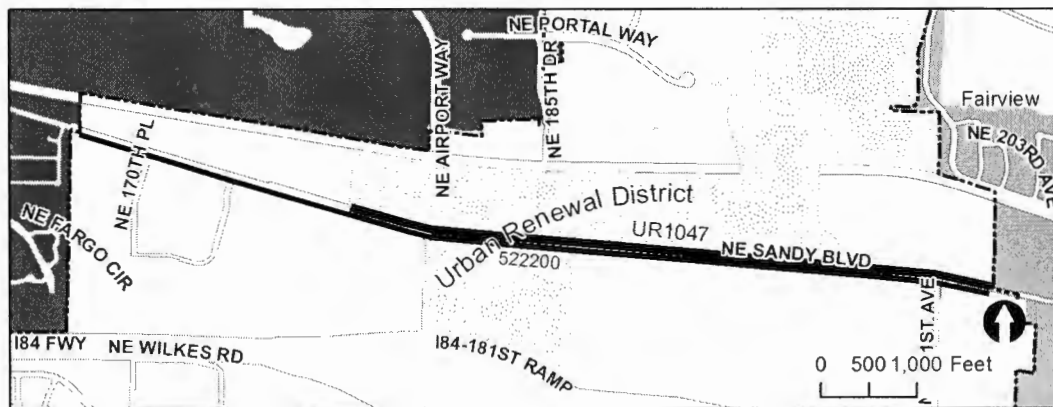 NE PORTAL WAY
NE AIRPORT WAY
NE 185TH DR
Fairview
NE 203RD AVE
NE 170TH PL
Urban Renewal District
UR1047
NE SANDY BLVD
522200
NE FARGO CIR
1ST AVE
I84 FWY
NE WILKES RD
I84-181ST RAMP
0 500 1,000 Feet